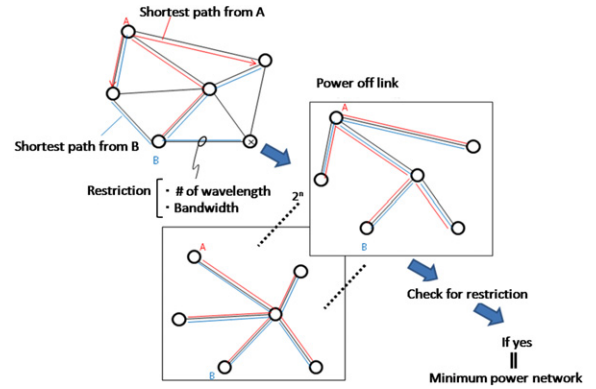 Shortest path from A
A
Shortest path from B
B
Restriction
・# of wavelength
・Bandwidth
Power off link
A
B
2ⁿ
A
B
Check for restriction
If yes
Minimum power network